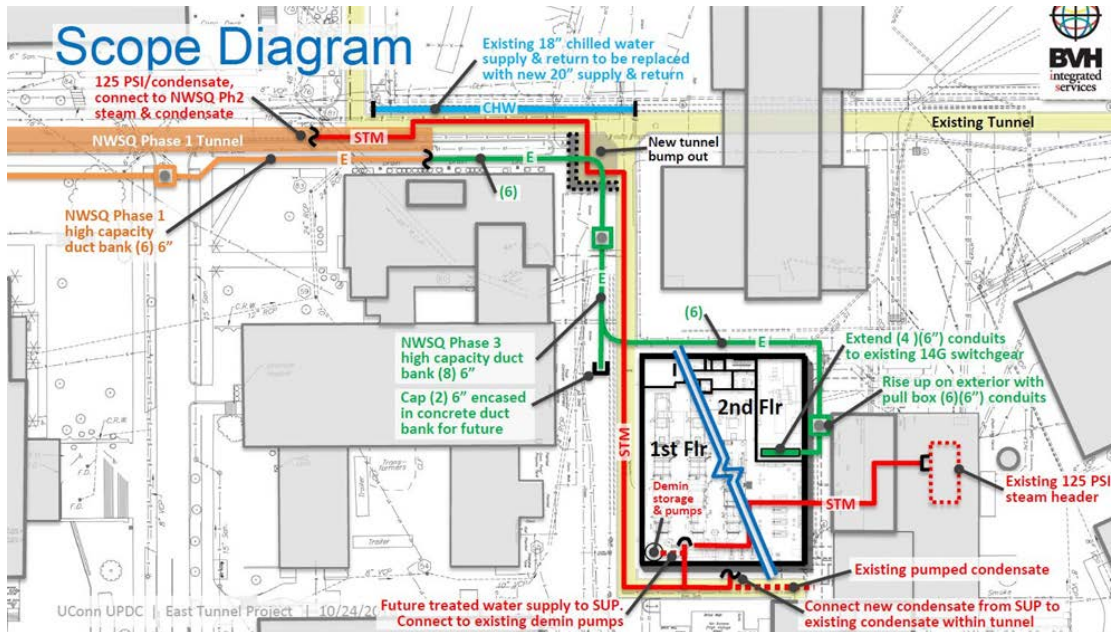 Scope Diagram
Existing 18" chilled water
supply & return to be replaced
with new 20" supply & return
BVH
integrated
services
125 PSI/condensate,
connect to NWSQ Ph2
steam & condensate
CHW
Existing Tunnel
NWSQ Phase 1 Tunnel
STM
New tunnel
bump out
E
E
(6)
NWSQ Phase 1
high capacity
duct bank (6) 6"
E
(6)
E
NWSQ Phase 3
high capacity duct
bank (8) 6"
Extend (4 )(6") conduits
to existing 14G switchgear
Cap (2) 6" encased
in concrete duct
bank for future
Rise up on exterior with
pull box (6)(6") conduits
2nd Flr
1st Flr
STM
Demin
storage
& pumps
STM
Existing 125 PSI
steam header
Transformers
Trailer
Trailer
Existing pumped condensate
UConn UPDC | East Tunnel Project | 10/24/20
Future treated water supply to SUP.
Connect to existing demin pumps
Connect new condensate from SUP to
existing condensate within tunnel